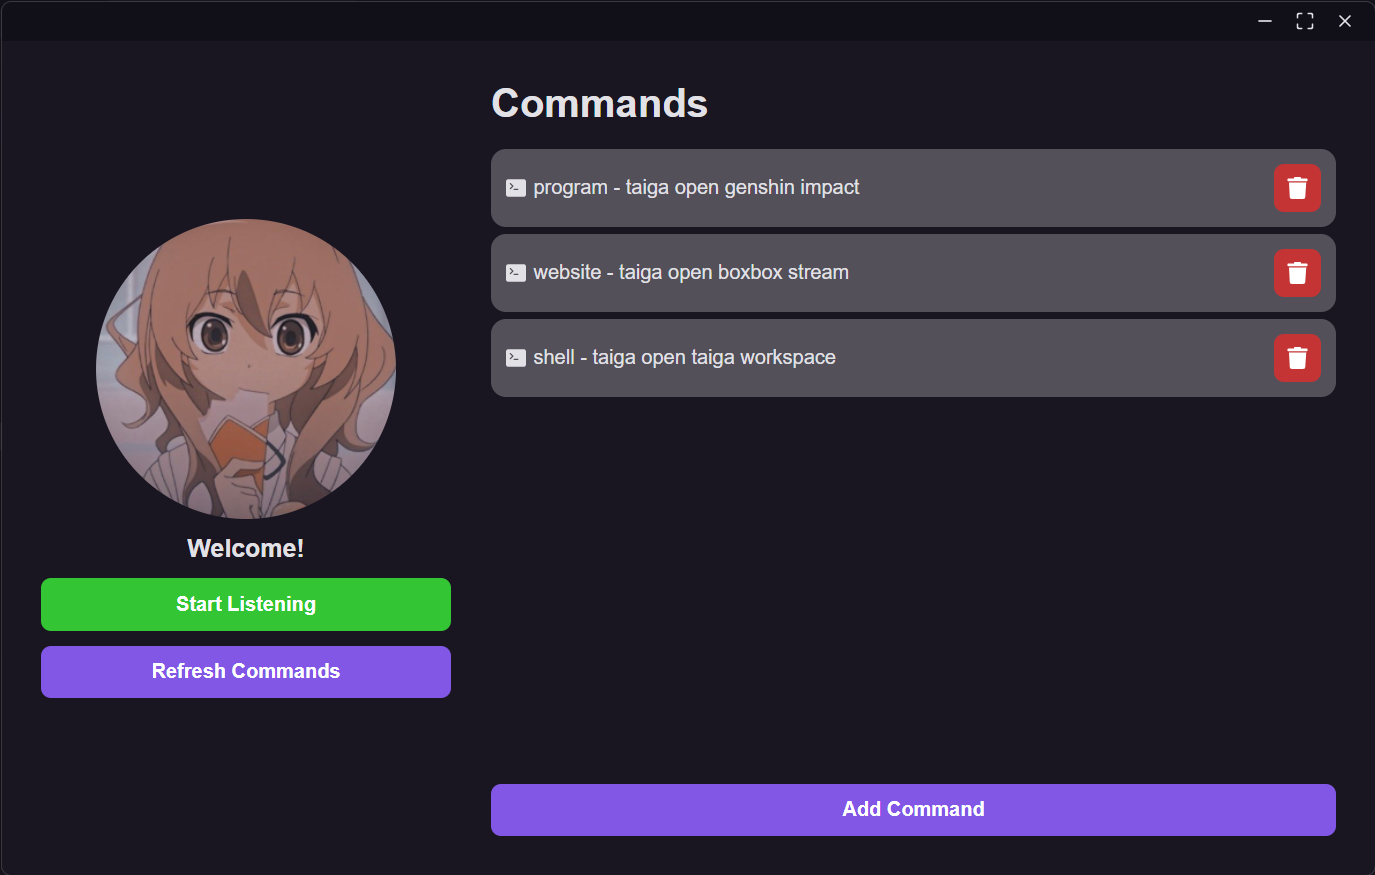 Commands
program - taiga open genshin impact
website - taiga open boxbox stream
shell - taiga open taiga workspace
Welcome!
Start Listening
Refresh Commands
Add Command